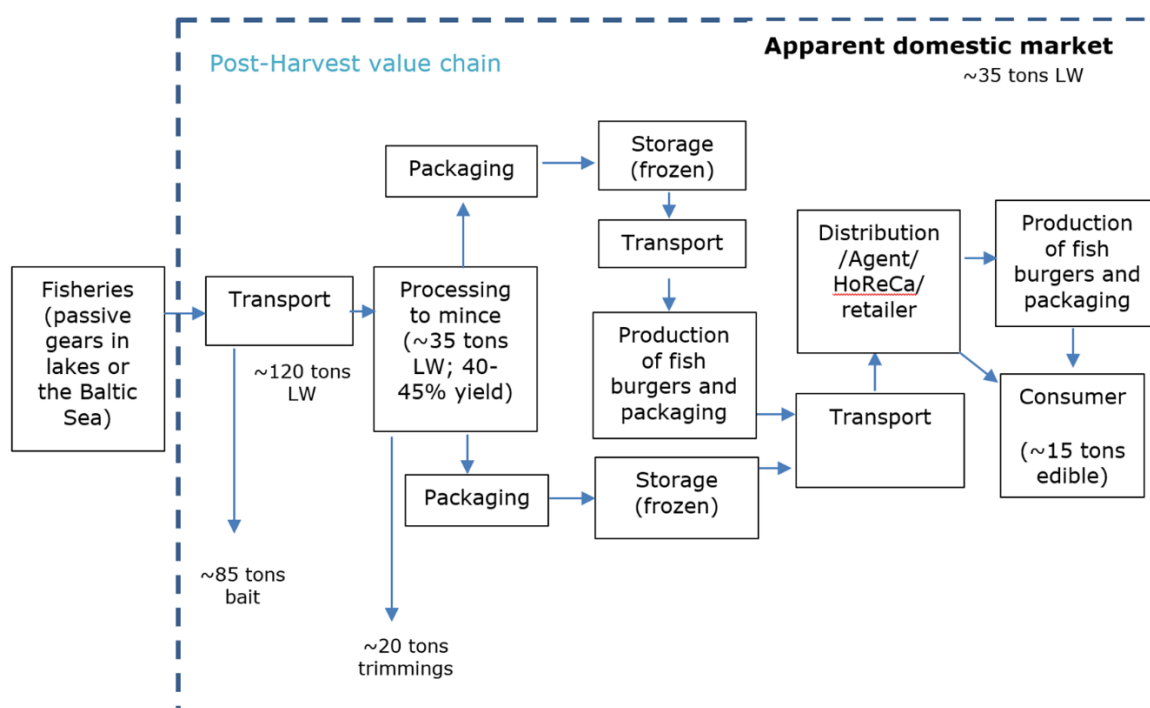 Post-Harvest value chain
Apparent domestic market
~35 tons LW
Fisheries
(passive
gears in
lakes or
the Baltic
Sea)
Transport
~120 tons
LW
~85 tons
bait
Processing
to mince
(~35 tons
LW; 40-
45% yield)
~20 tons
trimmings
Packaging
Storage
(frozen)
Transport
Production
of fish
burgers and
packaging
Packaging
Storage
(frozen)
Transport
Distribution
/Agent/
HoReCa/
retailer
Production
of fish
burgers and
packaging
Consumer
(~15 tons
edible)